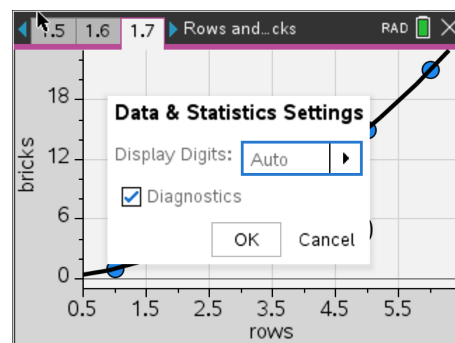 1.5 1.6 1.7 Rows and…cks RAD
18
Data & Statistics Settings
bricks
12
Display Digits: Auto
Diagnostics
6
OK Cancel
0
0.5 1.5 2.5 3.5 4.5 5.5
rows